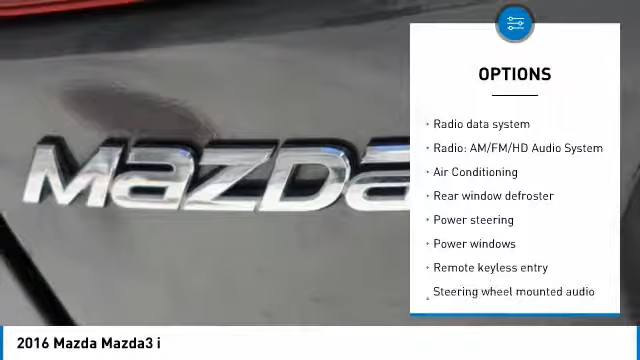 mazda
OPTIONS
Radio data system
Radio: AM/FM/HD Audio System
Air Conditioning
Rear window defroster
Power steering
Power windows
Remote keyless entry
Steering wheel mounted audio
2016 Mazda Mazda3 i